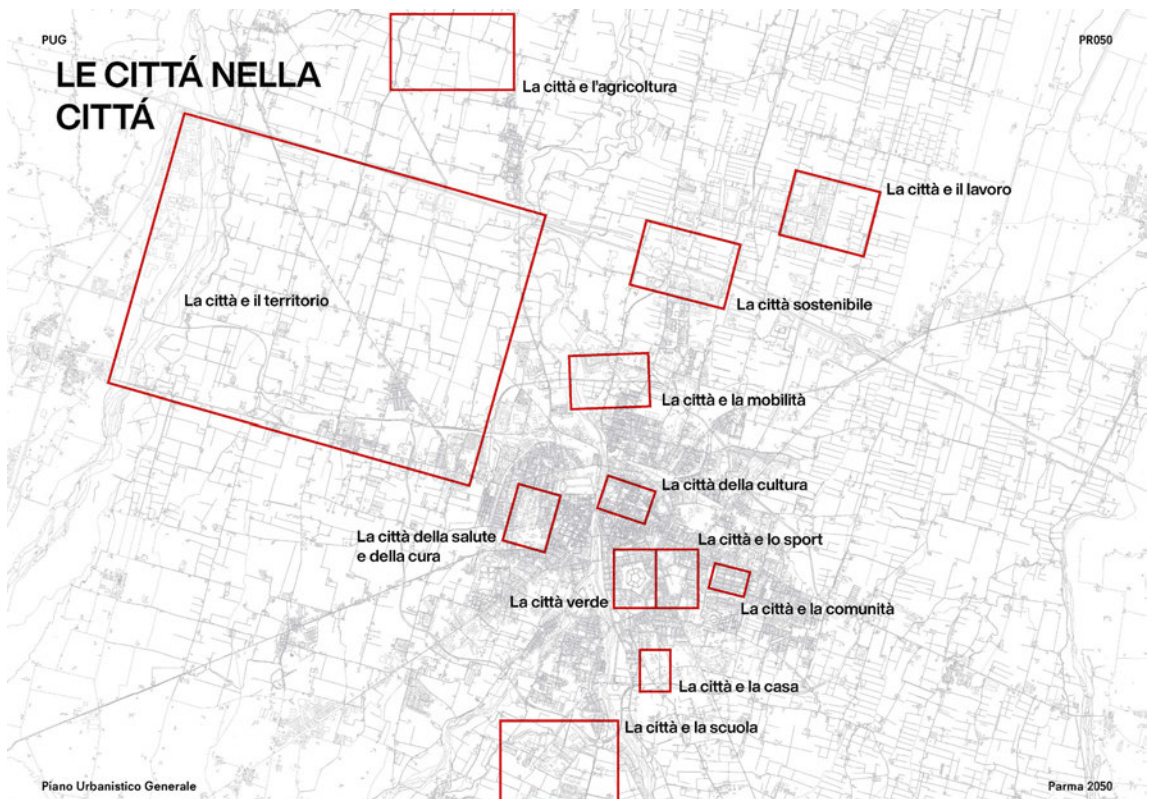 PUG
PR050
LE CITTÁ NELLA
CITTÁ
La città e l'agricoltura
La città e il lavoro
La città e il territorio
La città sostenibile
La città e la mobilità
La città della cultura
La città della salute
e della cura
La città e lo sport
La città verde
La città e la comunità
La città e la casa
La città e la scuola
Piano Urbanistico Generale
Parma 2050